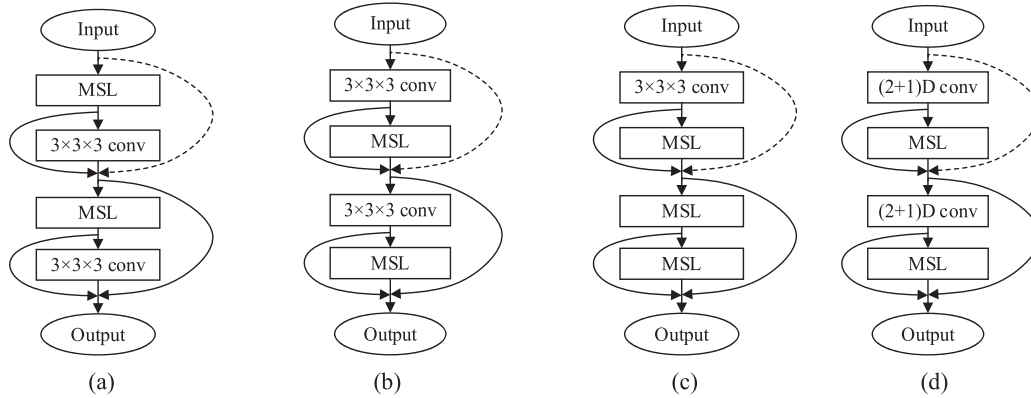 Input
MSL
3×3×3 conv
MSL
3×3×3 conv
Output
(a)
Input
3×3×3 conv
MSL
3×3×3 conv
MSL
Output
(b)
Input
3×3×3 conv
MSL
MSL
MSL
Output
(c)
Input
(2+1)D conv
MSL
(2+1)D conv
MSL
Output
(d)